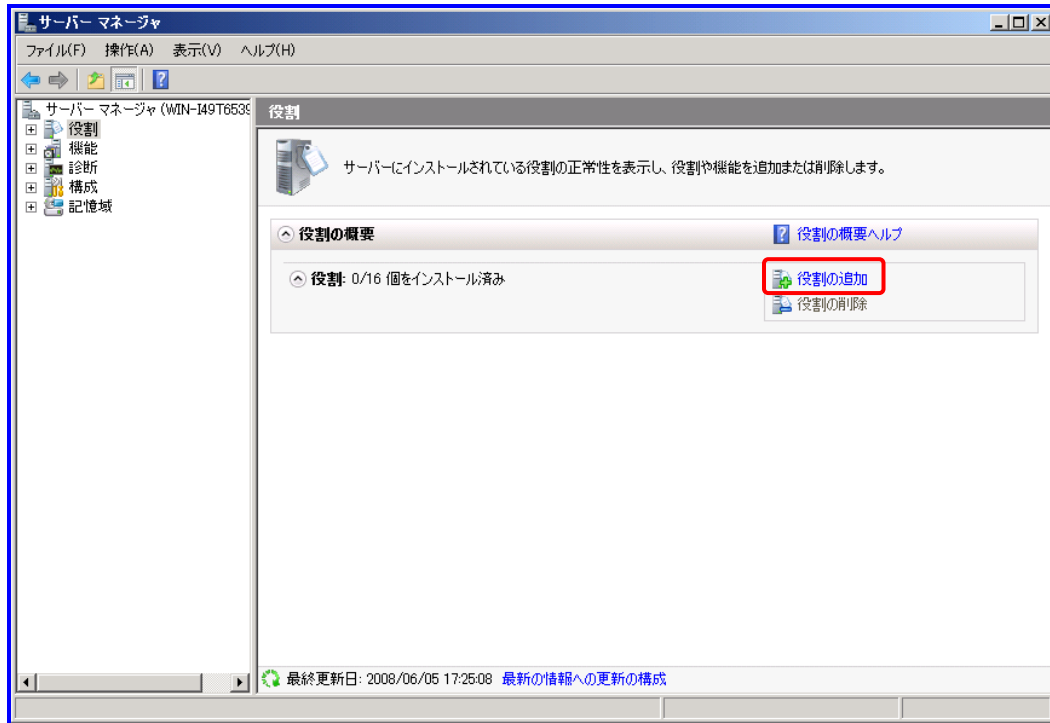 サーバー マネージャ
ファイル(F) 操作(A) 表示(V) ヘルプ(H)
サーバー マネージャ (WIN-I49T6539
役割
機能
診断
構成
記憶域
役割
サーバーにインストールされている役割の正常性を表示し、役割や機能を追加または削除します。
役割の概要
役割の概要ヘルプ
役割: 0/16 個をインストール済み
役割の追加
役割の削除
最終更新日: 2008/06/05 17:25:08 最新の情報への更新の構成